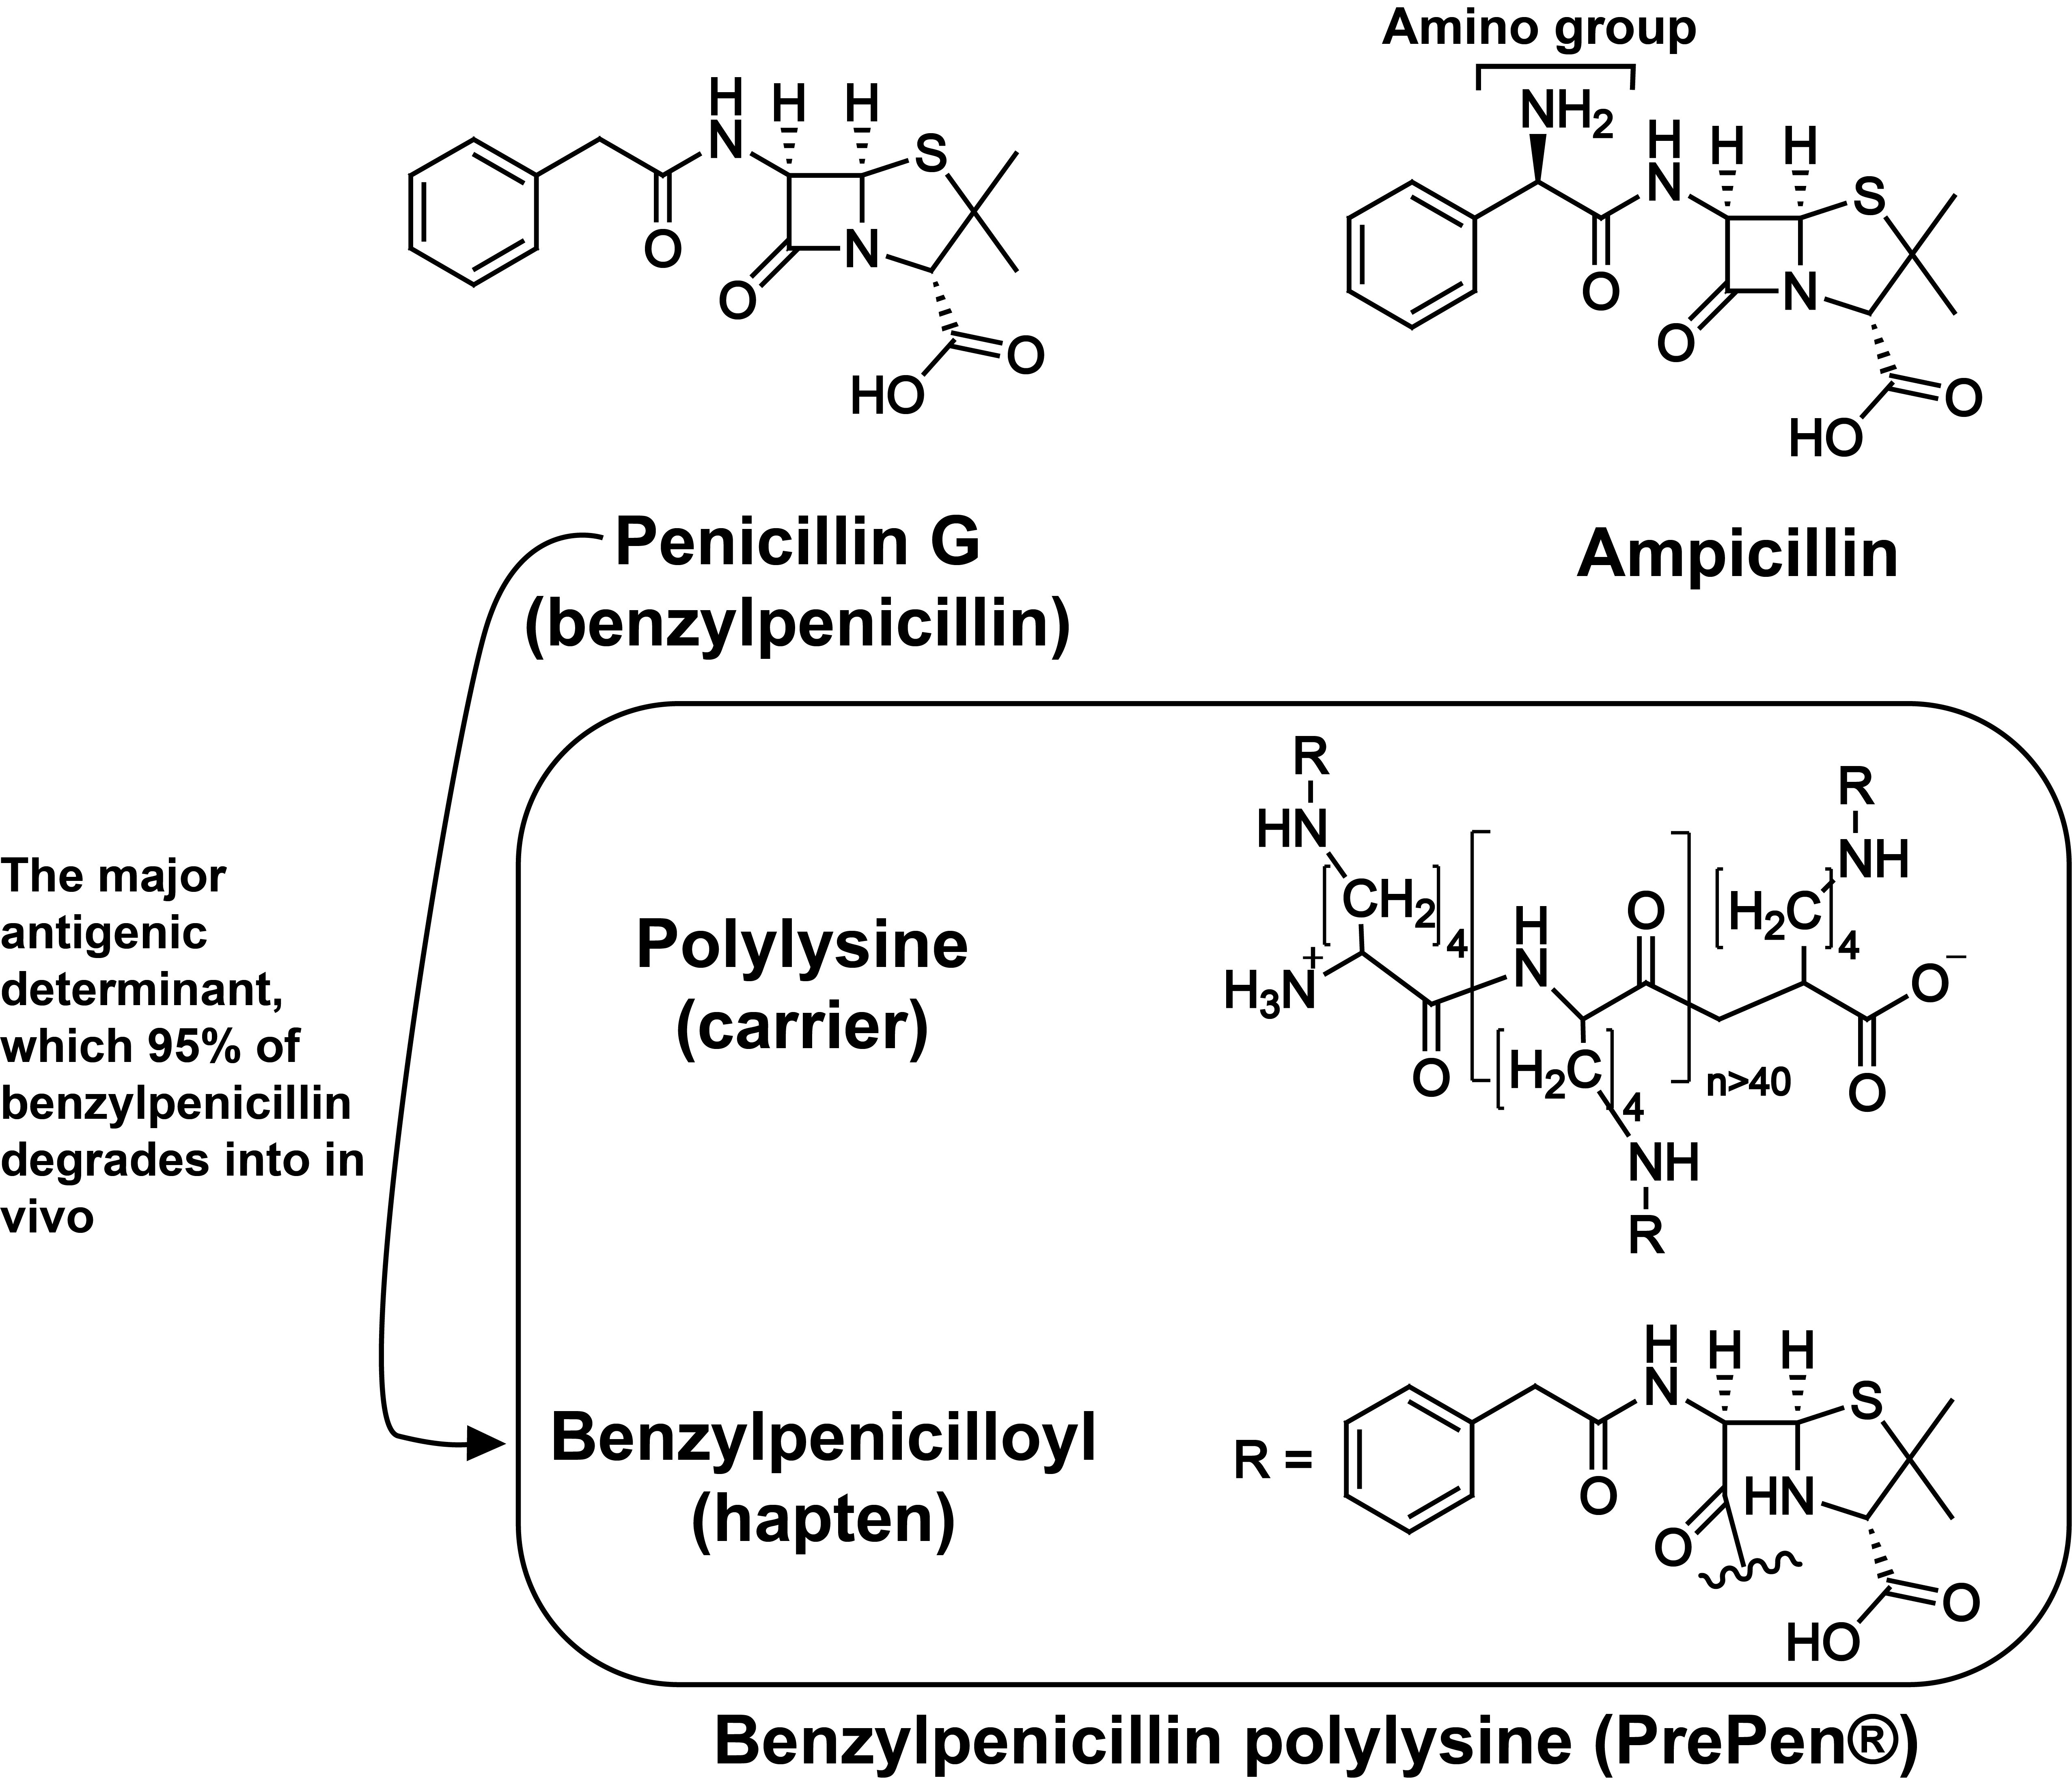 Amino group
H
N
H
H
S
O
N
O
O
HO
NH2
H
N
H
H
S
O
N
O
O
HO
Penicillin G
(benzylpenicillin)
Ampicillin
The major
antigenic
determinant,
which 95% of
benzylpenicillin
degrades into in
vivo
Polylysine
(carrier)
R
HN
[CH2]4
H3N+
O
H
N
O
[H2C]4
NH
R
n>40
R
NH
[H2C]4
O−
O
Benzylpenicilloyl
(hapten)
R =
H
N
H
H
S
O
HN
O
O
HO
Benzylpenicillin polylysine (PrePen®)